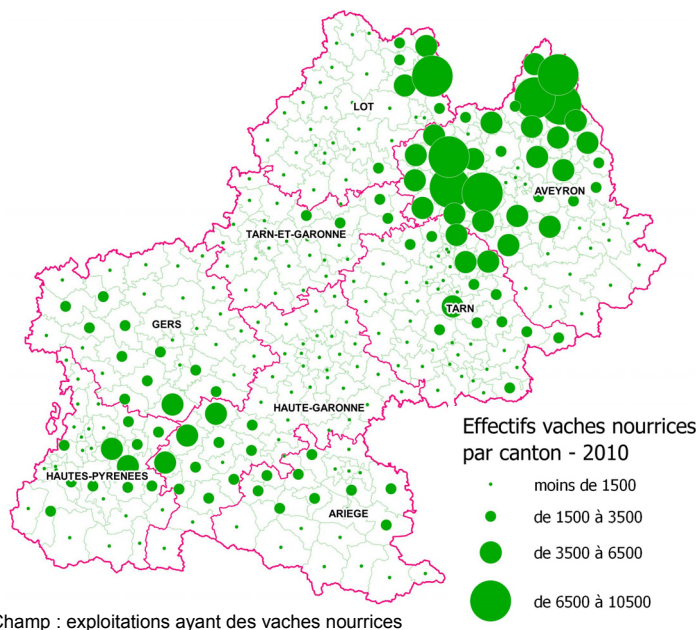 LOT
AVEYRON
TARN-ET-GARONNE
GERS
TARN
HAUTE-GARONNE
HAUTES-PYRENEES
ARIEGE
Effectifs vaches nourrices
par canton - 2010
moins de 1500
de 1500 à 3500
de 3500 à 6500
de 6500 à 10500
Champ : exploitations ayant des vaches nourrices